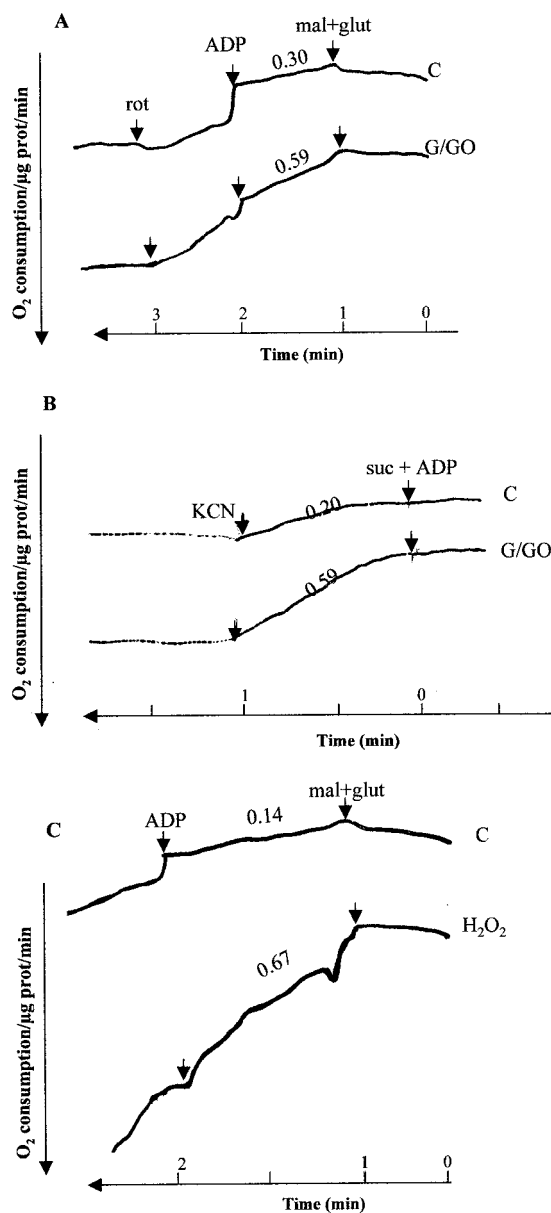 A
mal+glut
ADP
0.30
C
rot
G/GO
0.59
O₂ consumption/µg prot/min
3 2 1 0
Time (min)
B
suc + ADP
C
KCN
0.20
G/GO
0.59
O₂ consumption/µg prot/min
1 0
Time (min)
C
mal+glut
ADP
0.14
C
H₂O₂
0.67
O₂ consumption/µg prot/min
2 1 0
Time (min)